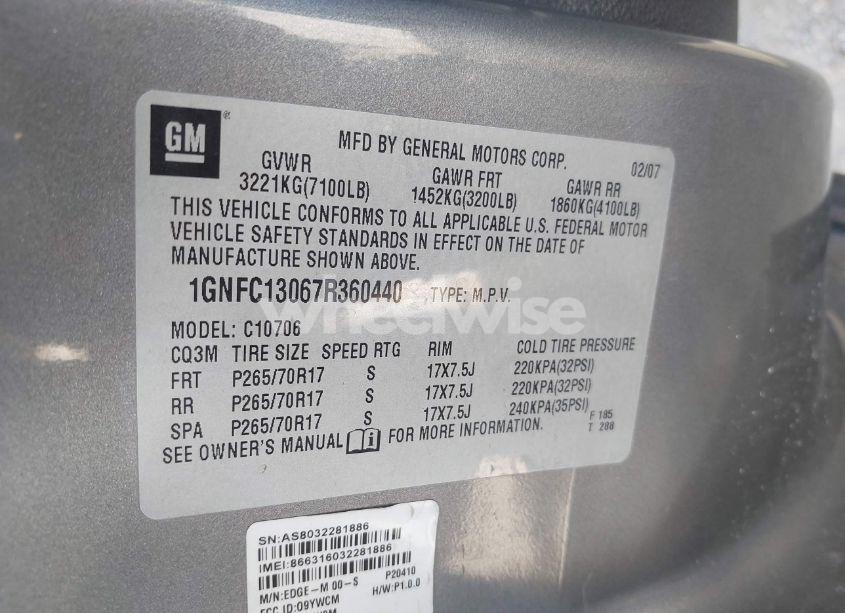 GM ®
MFD BY GENERAL MOTORS CORP. 02/07
GVWR GAWR FRT GAWR RR
3221KG(7100LB) 1452KG(3200LB) 1860KG(4100LB)
THIS VEHICLE CONFORMS TO ALL APPLICABLE U.S. FEDERAL MOTOR
VEHICLE SAFETY STANDARDS IN EFFECT ON THE DATE OF
MANUFACTURE SHOWN ABOVE.
1GNFC13067R360440 TYPE: M.P.V.
wheelwise
MODEL: C10706
CQ3M TIRE SIZE SPEED RTG RIM COLD TIRE PRESSURE
FRT P265/70R17 S 17X7.5J 220KPA(32PSI)
RR P265/70R17 S 17X7.5J 220KPA(32PSI)
SPA P265/70R17 S 17X7.5J 240KPA(35PSI)
F 185
T 288
SEE OWNER'S MANUAL i FOR MORE INFORMATION.
SN:AS8032281886
IMEI:866316032281886
M/N:EDGE-M 00-S P20410
FCC ID:09YWCM H/W:P1.0.0